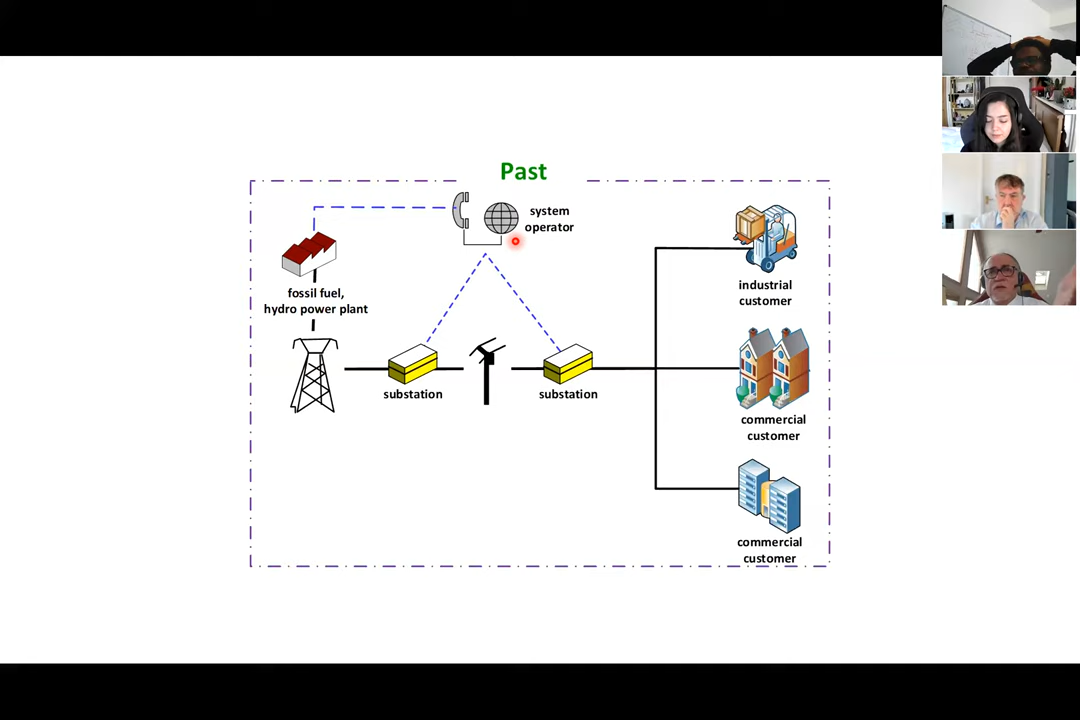 Past
system
operator
fossil fuel,
hydro power plant
substation
substation
industrial
customer
commercial
customer
commercial
customer